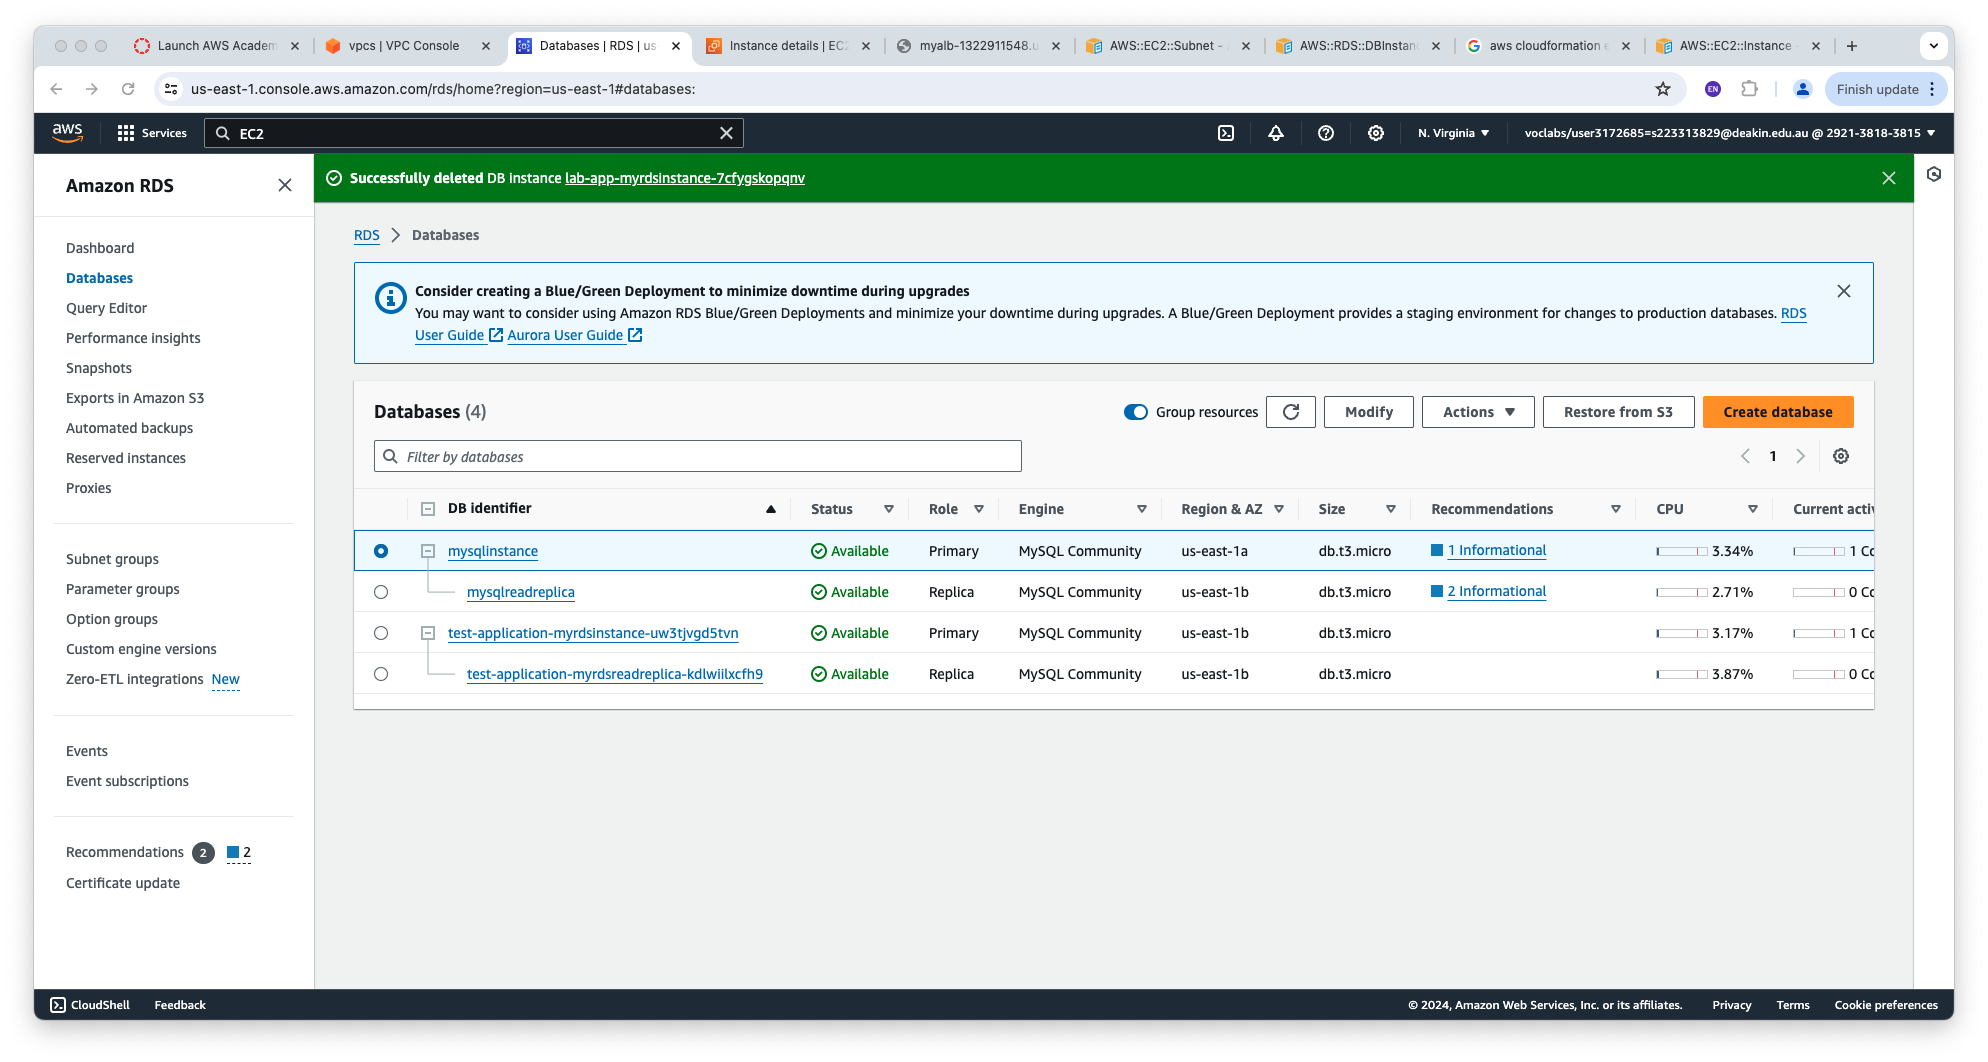 Launch AWS Academ
vpcs | VPC Console
Databases | RDS | us
Instance details | EC2
myalb-1322911548.u
AWS::EC2::Subnet -
AWS::RDS::DBInstan
aws cloudformation e
AWS::EC2::Instance -
us-east-1.console.aws.amazon.com/rds/home?region=us-east-1#databases:
EN
Finish update
aws
Services
EC2
N. Virginia
voclabs/user3172685=s223313829@deakin.edu.au @ 2921-3818-3815
Amazon RDS
Dashboard
Databases
Query Editor
Performance insights
Snapshots
Exports in Amazon S3
Automated backups
Reserved instances
Proxies
Subnet groups
Parameter groups
Option groups
Custom engine versions
Zero-ETL integrations New
Events
Event subscriptions
Recommendations 2 2
Certificate update
Successfully deleted DB instance lab-app-myrdsinstance-7cfygskopqnv
RDS > Databases
Consider creating a Blue/Green Deployment to minimize downtime during upgrades
You may want to consider using Amazon RDS Blue/Green Deployments and minimize your downtime during upgrades. A Blue/Green Deployment provides a staging environment for changes to production databases. RDS
User Guide Aurora User Guide
Databases (4)
Group resources
Modify
Actions
Restore from S3
Create database
Filter by databases
1
DB identifier Status Role Engine Region & AZ Size Recommendations CPU Current activ
mysqlinstance Available Primary MySQL Community us-east-1a db.t3.micro 1 Informational 3.34% 1 Co
mysqlreadreplica Available Replica MySQL Community us-east-1b db.t3.micro 2 Informational 2.71% 0 Co
test-application-myrdsinstance-uw3tjvgd5tvn Available Primary MySQL Community us-east-1b db.t3.micro 3.17% 1 Co
test-application-myrdsreadreplica-kdlwiilxcfh9 Available Replica MySQL Community us-east-1b db.t3.micro 3.87% 0 Co
CloudShell Feedback
© 2024, Amazon Web Services, Inc. or its affiliates. Privacy Terms Cookie preferences